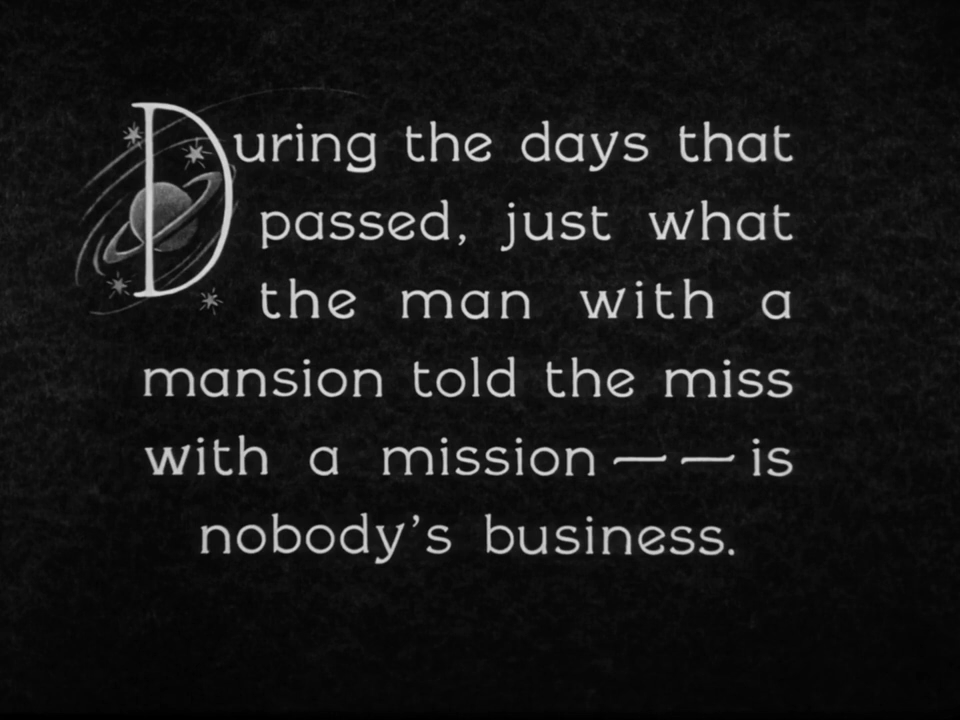 During the days that
passed, just what
the man with a
mansion told the miss
with a mission — — is
nobody's business.